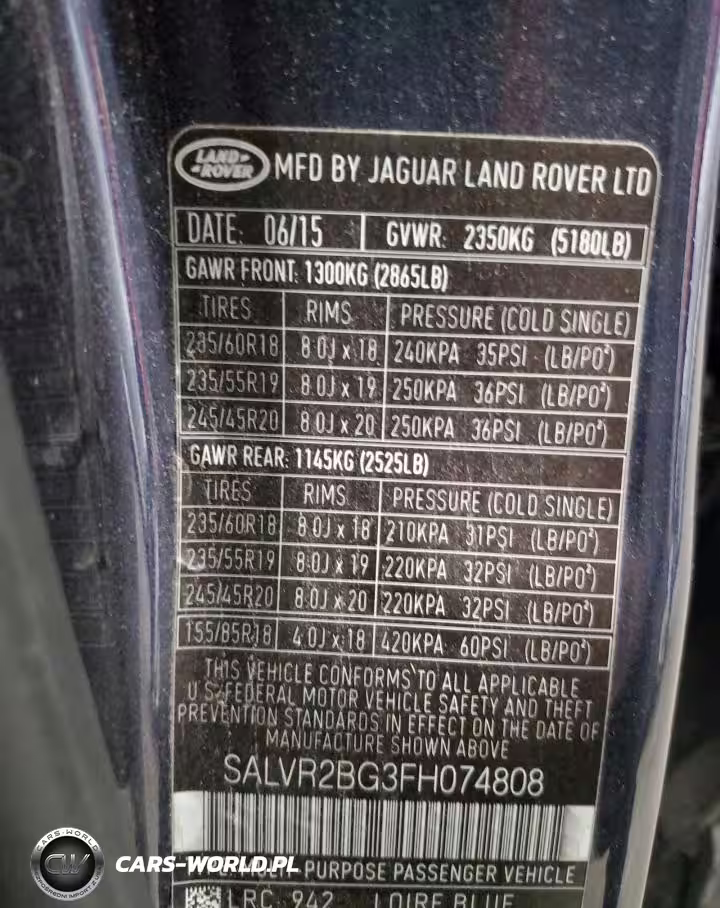 LAND ROVER MFD BY JAGUAR LAND ROVER LTD
DATE: 06/15 GVWR: 2350KG (5180LB)
GAWR FRONT: 1300KG (2865LB)
TIRES RIMS PRESSURE (COLD SINGLE)
235/60R18 8.0J x 18 240KPA 35PSI (LB/PO²)
235/55R19 8.0J x 19 250KPA 36PSI (LB/PO²)
245/45R20 8.0J x 20 250KPA 36PSI (LB/PO²)
GAWR REAR: 1145KG (2525LB)
TIRES RIMS PRESSURE (COLD SINGLE)
235/60R18 8.0J x 18 210KPA 31PSI (LB/PO²)
235/55R19 8.0J x 19 220KPA 32PSI (LB/PO²)
245/45R20 8.0J x 20 220KPA 32PSI (LB/PO²)
155/85R18 4.0J x 18 420KPA 60PSI (LB/PO²)
THIS VEHICLE CONFORMS TO ALL APPLICABLE
U.S. FEDERAL MOTOR VEHICLE SAFETY AND THEFT
PREVENTION STANDARDS IN EFFECT ON THE DATE OF
MANUFACTURE SHOWN ABOVE
SALVR2BG3FH074808
CARS-WORLD
CW
CARS-WORLD.PL
PURPOSE PASSENGER VEHICLE
LRC 942 LOIRE BLUE